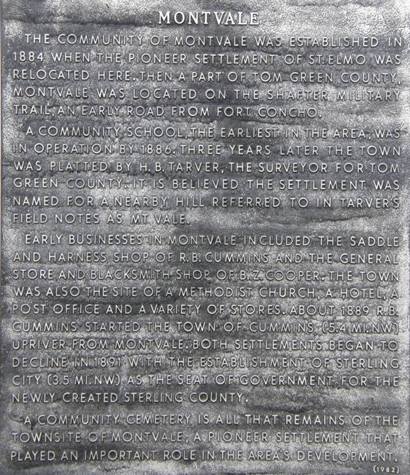 MONTVALE
THE COMMUNITY OF MONTVALE WAS ESTABLISHED IN
1884 WHEN THE PIONEER SETTLEMENT OF ST. ELMO WAS
RELOCATED HERE. THEN A PART OF TOM GREEN COUNTY,
MONTVALE WAS LOCATED ON THE SHAFTER MILITARY
TRAIL, AN EARLY ROAD FROM FORT CONCHO.
A COMMUNITY SCHOOL, THE EARLIEST IN THE AREA, WAS
IN OPERATION BY 1886. THREE YEARS LATER THE TOWN
WAS PLATTED BY H. B. TARVER, THE SURVEYOR FOR TOM
GREEN COUNTY. IT IS BELIEVED THE SETTLEMENT WAS
NAMED FOR A NEARBY HILL REFERRED TO IN TARVER'S
FIELD NOTES AS MT. VALE.
EARLY BUSINESSES IN MONTVALE INCLUDED THE SADDLE
AND HARNESS SHOP OF R. B. CUMMINS AND THE GENERAL
STORE AND BLACKSMITH SHOP OF B. Z. COOPER. THE TOWN
WAS ALSO THE SITE OF A METHODIST CHURCH, A HOTEL, A
POST OFFICE AND A VARIETY OF STORES. ABOUT 1889 R. B.
CUMMINS STARTED THE TOWN OF CUMMINS (5.4 MI. NW)
UPRIVER FROM MONTVALE. BOTH SETTLEMENTS BEGAN TO
DECLINE IN 1891 WITH THE ESTABLISHMENT OF STERLING
CITY (3.5 MI. NW) AS THE SEAT OF GOVERNMENT FOR THE
NEWLY CREATED STERLING COUNTY.
A COMMUNITY CEMETERY IS ALL THAT REMAINS OF THE
TOWNSITE OF MONTVALE, A PIONEER SETTLEMENT THAT
PLAYED AN IMPORTANT ROLE IN THE AREA'S DEVELOPMENT.
(1982)